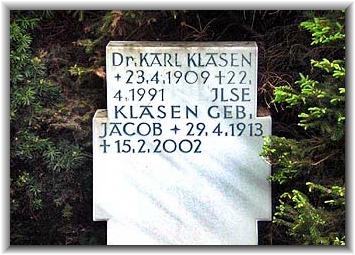 Dr. KARL KLASEN
+ 23.4.1909 † 22.
4.1991 ILSE
KLASEN GEB.
JACOB + 29.4.1913
† 15.2.2002